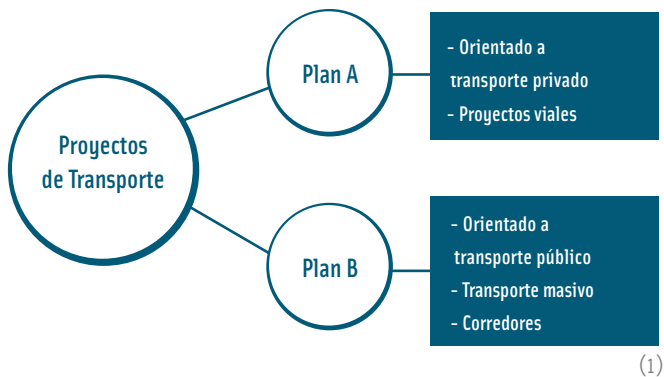 Proyectos
de Transporte
Plan A
- Orientado a
transporte privado
- Proyectos viales
Plan B
- Orientado a
transporte público
- Transporte masivo
- Corredores
(1)